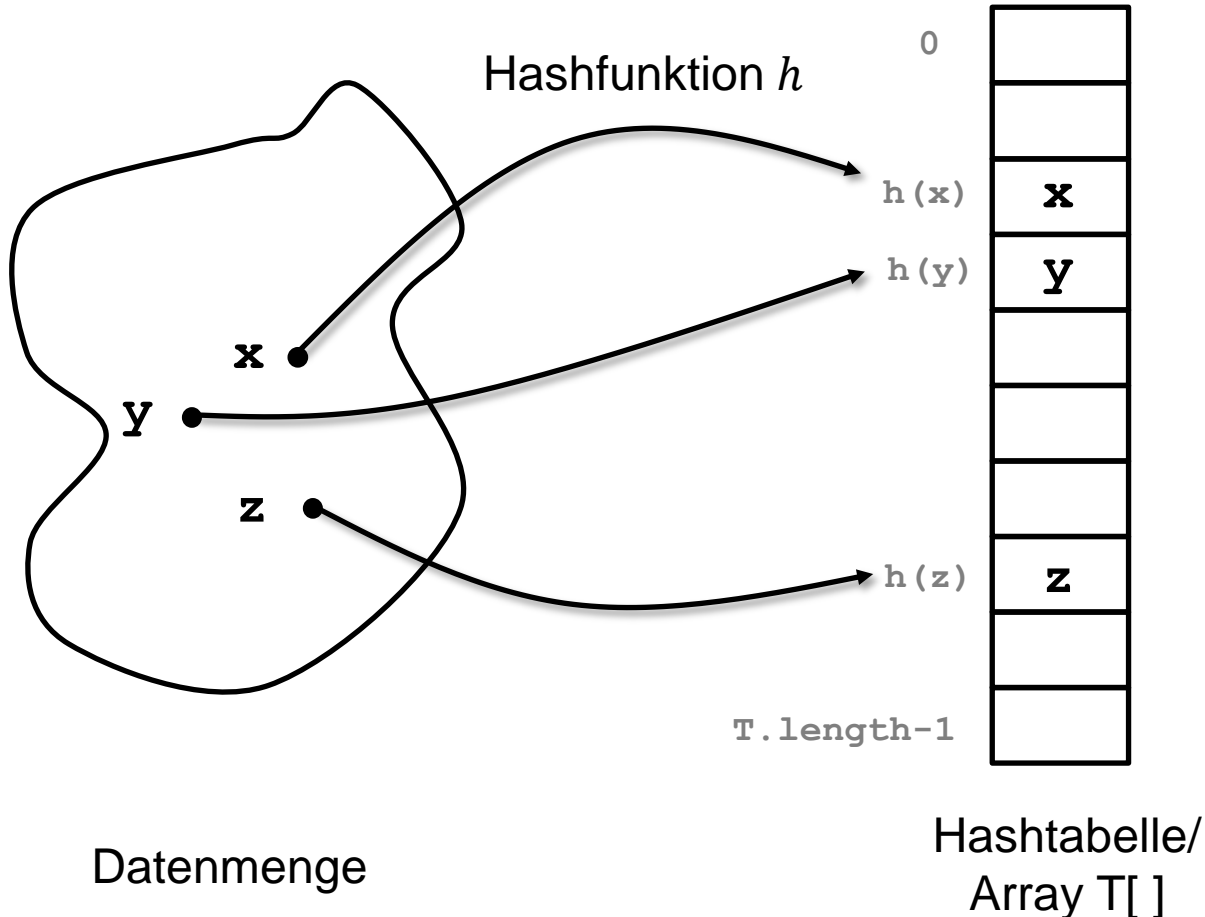 0
Hashfunktion h
h(x) x
h(y) y
x
y
z
h(z) z
T.length-1
Datenmenge
Hashtabelle/
Array T[ ]